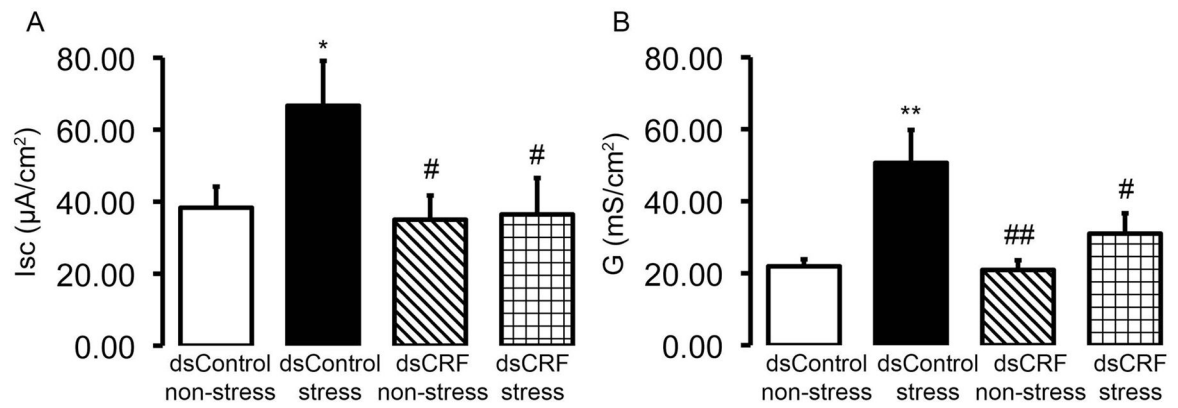 A
Isc (µA/cm²)
80.00
60.00
40.00
20.00
0.00
*
#
#
dsControl non-stress
dsControl stress
dsCRF non-stress
dsCRF stress
B
G (mS/cm²)
80.00
60.00
40.00
20.00
0.00
**
##
#
dsControl non-stress
dsControl stress
dsCRF non-stress
dsCRF stress